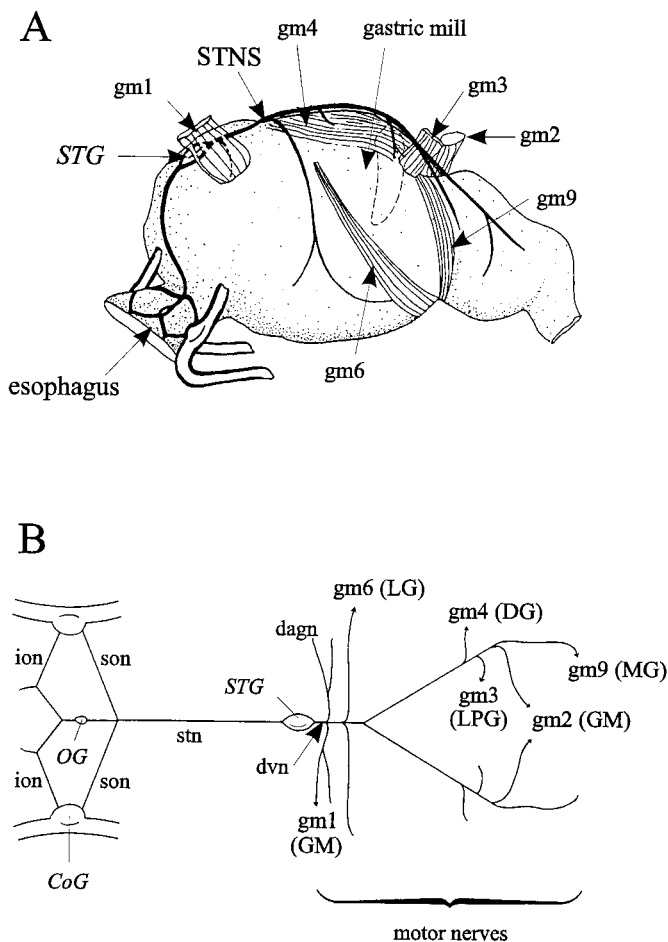 A
gm4
gastric mill
STNS
gm3
gm1
gm2
STG
gm9
gm6
esophagus
B
gm6 (LG)
gm4 (DG)
dagn
ion
son
gm9 (MG)
STG
gm3
(LPG)
gm2 (GM)
stn
OG
dvn
ion
son
gm1
(GM)
CoG
motor nerves